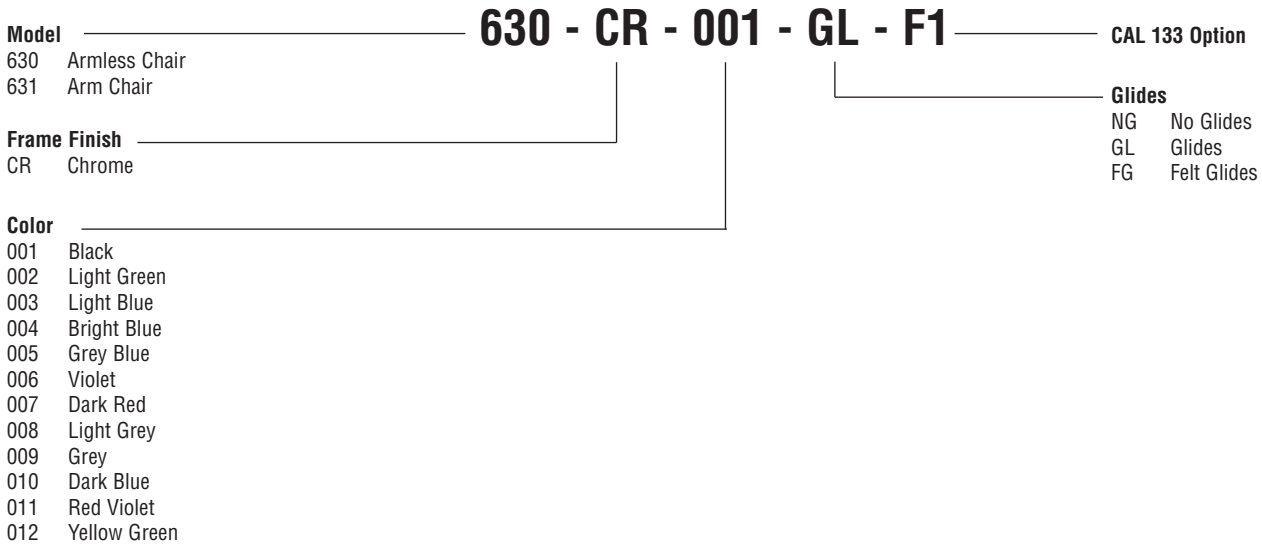 630 - CR - 001 - GL - F1
Model
630 Armless Chair
631 Arm Chair
Frame Finish
CR Chrome
Color
001 Black
002 Light Green
003 Light Blue
004 Bright Blue
005 Grey Blue
006 Violet
007 Dark Red
008 Light Grey
009 Grey
010 Dark Blue
011 Red Violet
012 Yellow Green
CAL 133 Option
Glides
NG No Glides
GL Glides
FG Felt Glides